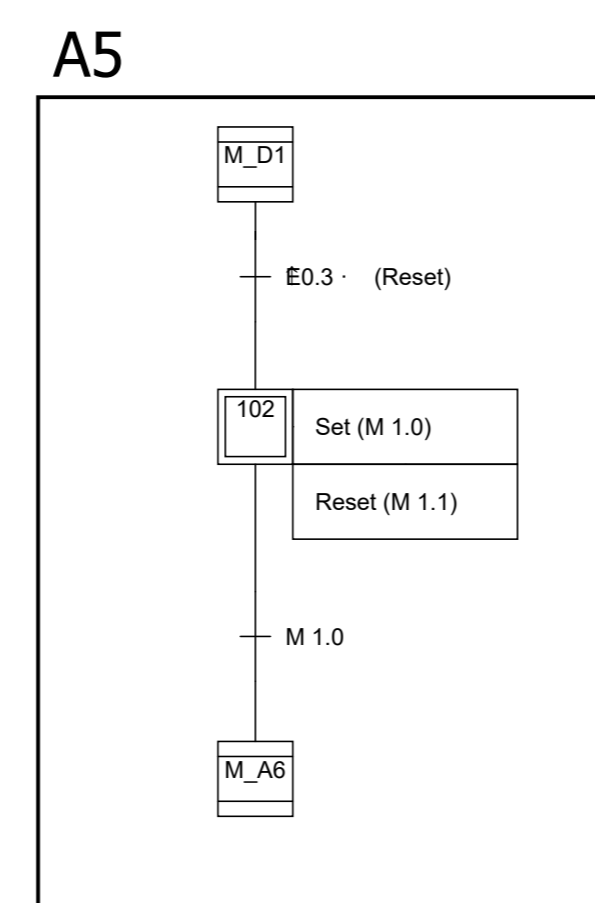 A5
M_D1
↑E0.3 · (Reset)
102
Set (M 1.0)
Reset (M 1.1)
M 1.0
M_A6